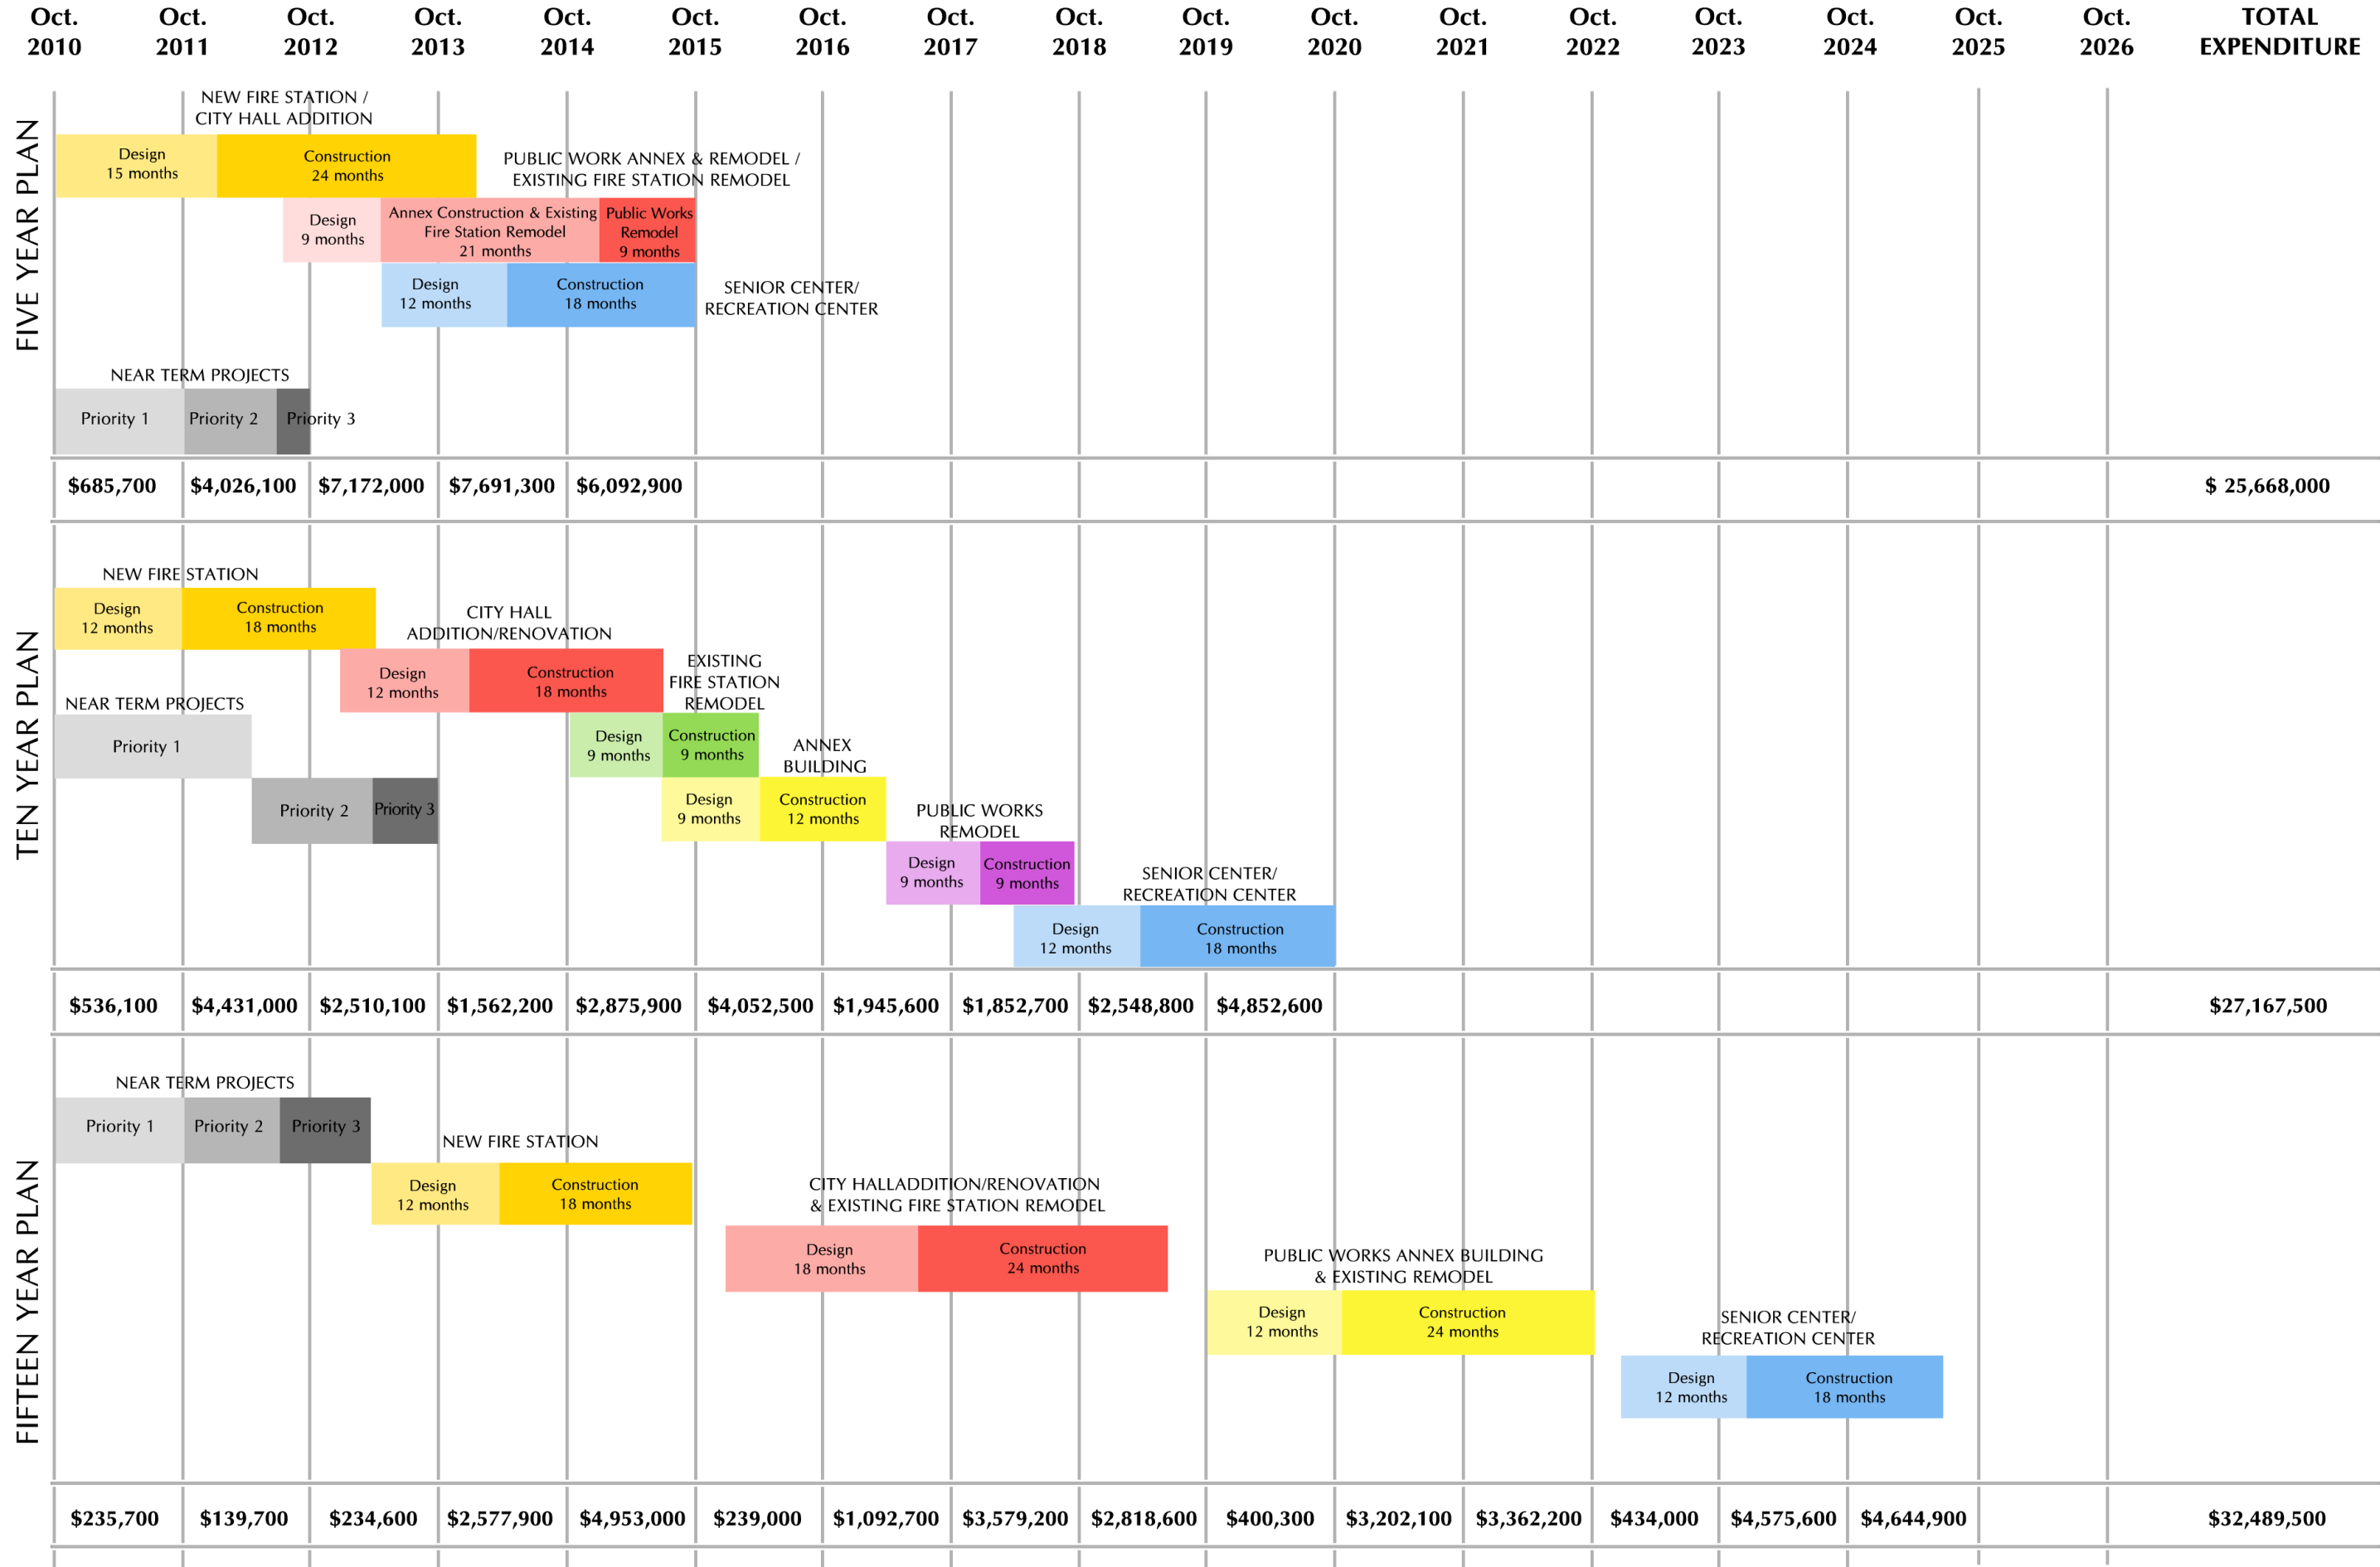 Oct. Oct. Oct. Oct. Oct. Oct. Oct. Oct. Oct. Oct. Oct. Oct. Oct. Oct. Oct. Oct. Oct. TOTAL
2010 2011 2012 2013 2014 2015 2016 2017 2018 2019 2020 2021 2022 2023 2024 2025 2026 EXPENDITURE
FIVE YEAR PLAN
NEW FIRE STATION /
CITY HALL ADDITION
Design
15 months
Construction
24 months
PUBLIC WORK ANNEX & REMODEL /
EXISTING FIRE STATION REMODEL
Design
9 months
Annex Construction & Existing
Fire Station Remodel
21 months
Public Works
Remodel
9 months
Design
12 months
Construction
18 months
SENIOR CENTER/
RECREATION CENTER
NEAR TERM PROJECTS
Priority 1 Priority 2 Priority 3
$685,700 $4,026,100 $7,172,000 $7,691,300 $6,092,900 $ 25,668,000
TEN YEAR PLAN
NEW FIRE STATION
Design
12 months
Construction
18 months
CITY HALL
ADDITION/RENOVATION
Design
12 months
Construction
18 months
EXISTING
FIRE STATION
REMODEL
NEAR TERM PROJECTS
Priority 1
Design
9 months
Construction
9 months
ANNEX
BUILDING
Priority 2 Priority 3
Design
9 months
Construction
12 months
PUBLIC WORKS
REMODEL
Design
9 months
Construction
9 months
SENIOR CENTER/
RECREATION CENTER
Design
12 months
Construction
18 months
$536,100 $4,431,000 $2,510,100 $1,562,200 $2,875,900 $4,052,500 $1,945,600 $1,852,700 $2,548,800 $4,852,600 $27,167,500
FIFTEEN YEAR PLAN
NEAR TERM PROJECTS
Priority 1 Priority 2 Priority 3
NEW FIRE STATION
Design
12 months
Construction
18 months
CITY HALLADDITION/RENOVATION
& EXISTING FIRE STATION REMODEL
Design
18 months
Construction
24 months
PUBLIC WORKS ANNEX BUILDING
& EXISTING REMODEL
Design
12 months
Construction
24 months
SENIOR CENTER/
RECREATION CENTER
Design
12 months
Construction
18 months
$235,700 $139,700 $234,600 $2,577,900 $4,953,000 $239,000 $1,092,700 $3,579,200 $2,818,600 $400,300 $3,202,100 $3,362,200 $434,000 $4,575,600 $4,644,900 $32,489,500